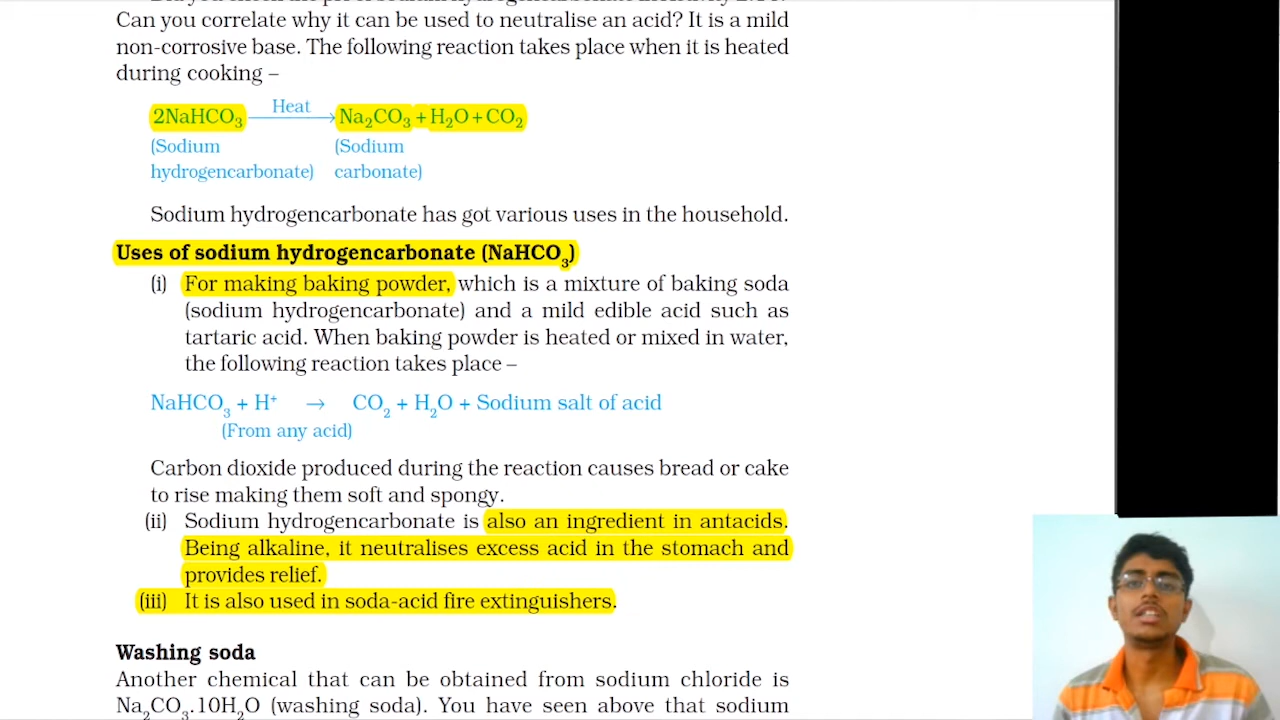 Can you correlate why it can be used to neutralise an acid? It is a mild
non-corrosive base. The following reaction takes place when it is heated
during cooking –
2NaHCO₃ ⟶ Heat Na₂CO₃ + H₂O + CO₂
(Sodium hydrogencarbonate) (Sodium carbonate)
Sodium hydrogencarbonate has got various uses in the household.
Uses of sodium hydrogencarbonate (NaHCO₃)
(i) For making baking powder, which is a mixture of baking soda
(sodium hydrogencarbonate) and a mild edible acid such as
tartaric acid. When baking powder is heated or mixed in water,
the following reaction takes place –
NaHCO₃ + H⁺ → CO₂ + H₂O + Sodium salt of acid
(From any acid)
Carbon dioxide produced during the reaction causes bread or cake
to rise making them soft and spongy.
(ii) Sodium hydrogencarbonate is also an ingredient in antacids.
Being alkaline, it neutralises excess acid in the stomach and
provides relief.
(iii) It is also used in soda-acid fire extinguishers.
Washing soda
Another chemical that can be obtained from sodium chloride is
Na₂CO₃.10H₂O (washing soda). You have seen above that sodium